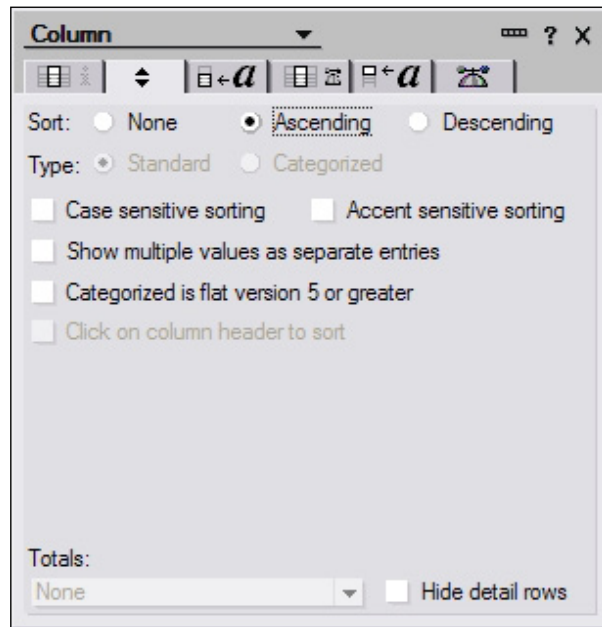 Column ?  X
a a
Sort: None Ascending Descending
Type: Standard Categorized
Case sensitive sorting Accent sensitive sorting
Show multiple values as separate entries
Categorized is flat version 5 or greater
Click on column header to sort
Totals:
None Hide detail rows